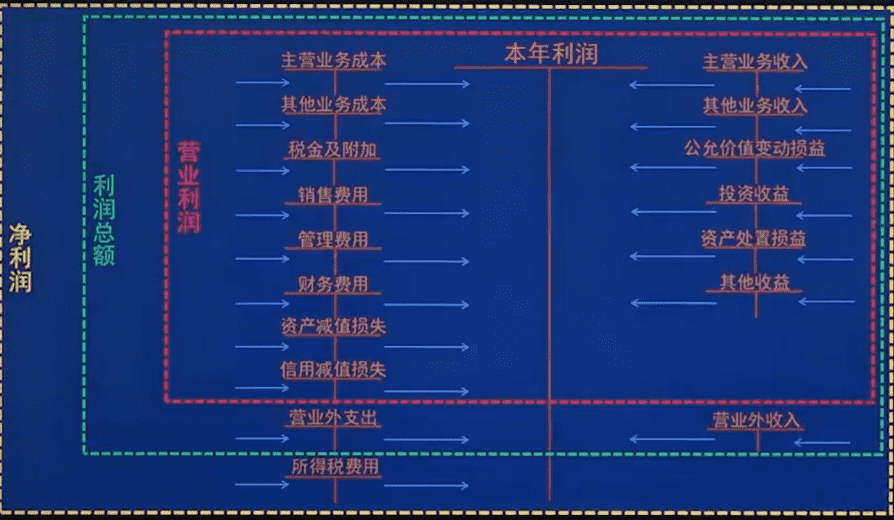 本年利润
主营业务成本
主营业务收入
其他业务成本
其他业务收入
税金及附加
公允价值变动损益
销售费用
投资收益
管理费用
资产处置损益
财务费用
其他收益
资产减值损失
信用减值损失
营业外支出
营业外收入
所得税费用
营业利润
利润总额
净利润